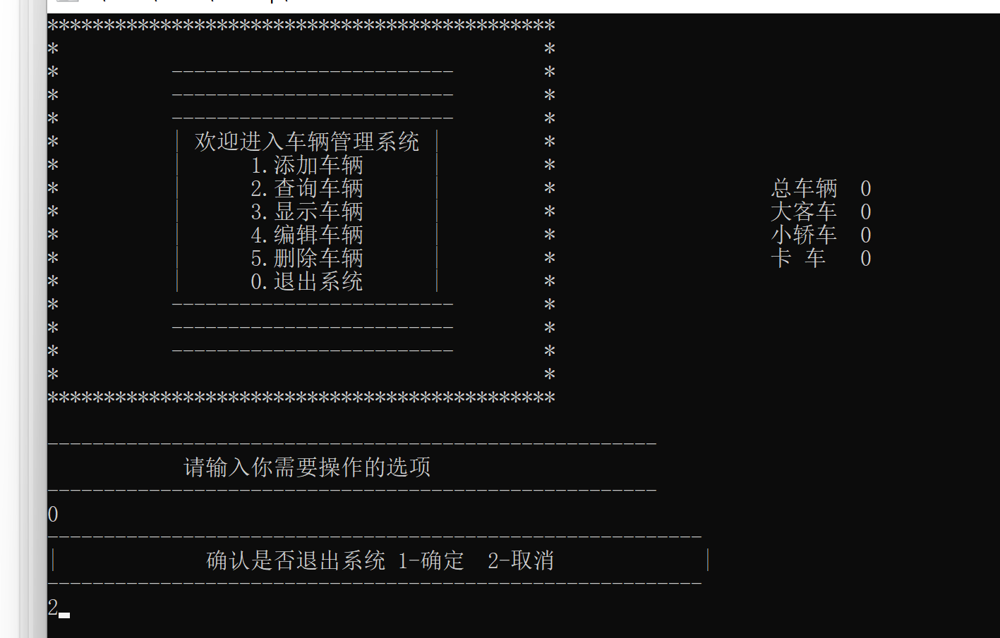 *********************************************
* *
* ------------------------- *
* ------------------------- *
* ------------------------- *
* | 欢迎进入车辆管理系统 | *
* | 1.添加车辆 | *
* | 2.查询车辆 | * 总车辆 0
* | 3.显示车辆 | * 大客车 0
* | 4.编辑车辆 | * 小轿车 0
* | 5.删除车辆 | * 卡 车 0
* | 0.退出系统 | *
* ------------------------- *
* ------------------------- *
* ------------------------- *
* *
*********************************************
------------------------------------------------------
请输入你需要操作的选项
------------------------------------------------------
0
----------------------------------------------------------
| 确认是否退出系统 1-确定 2-取消 |
----------------------------------------------------------
2